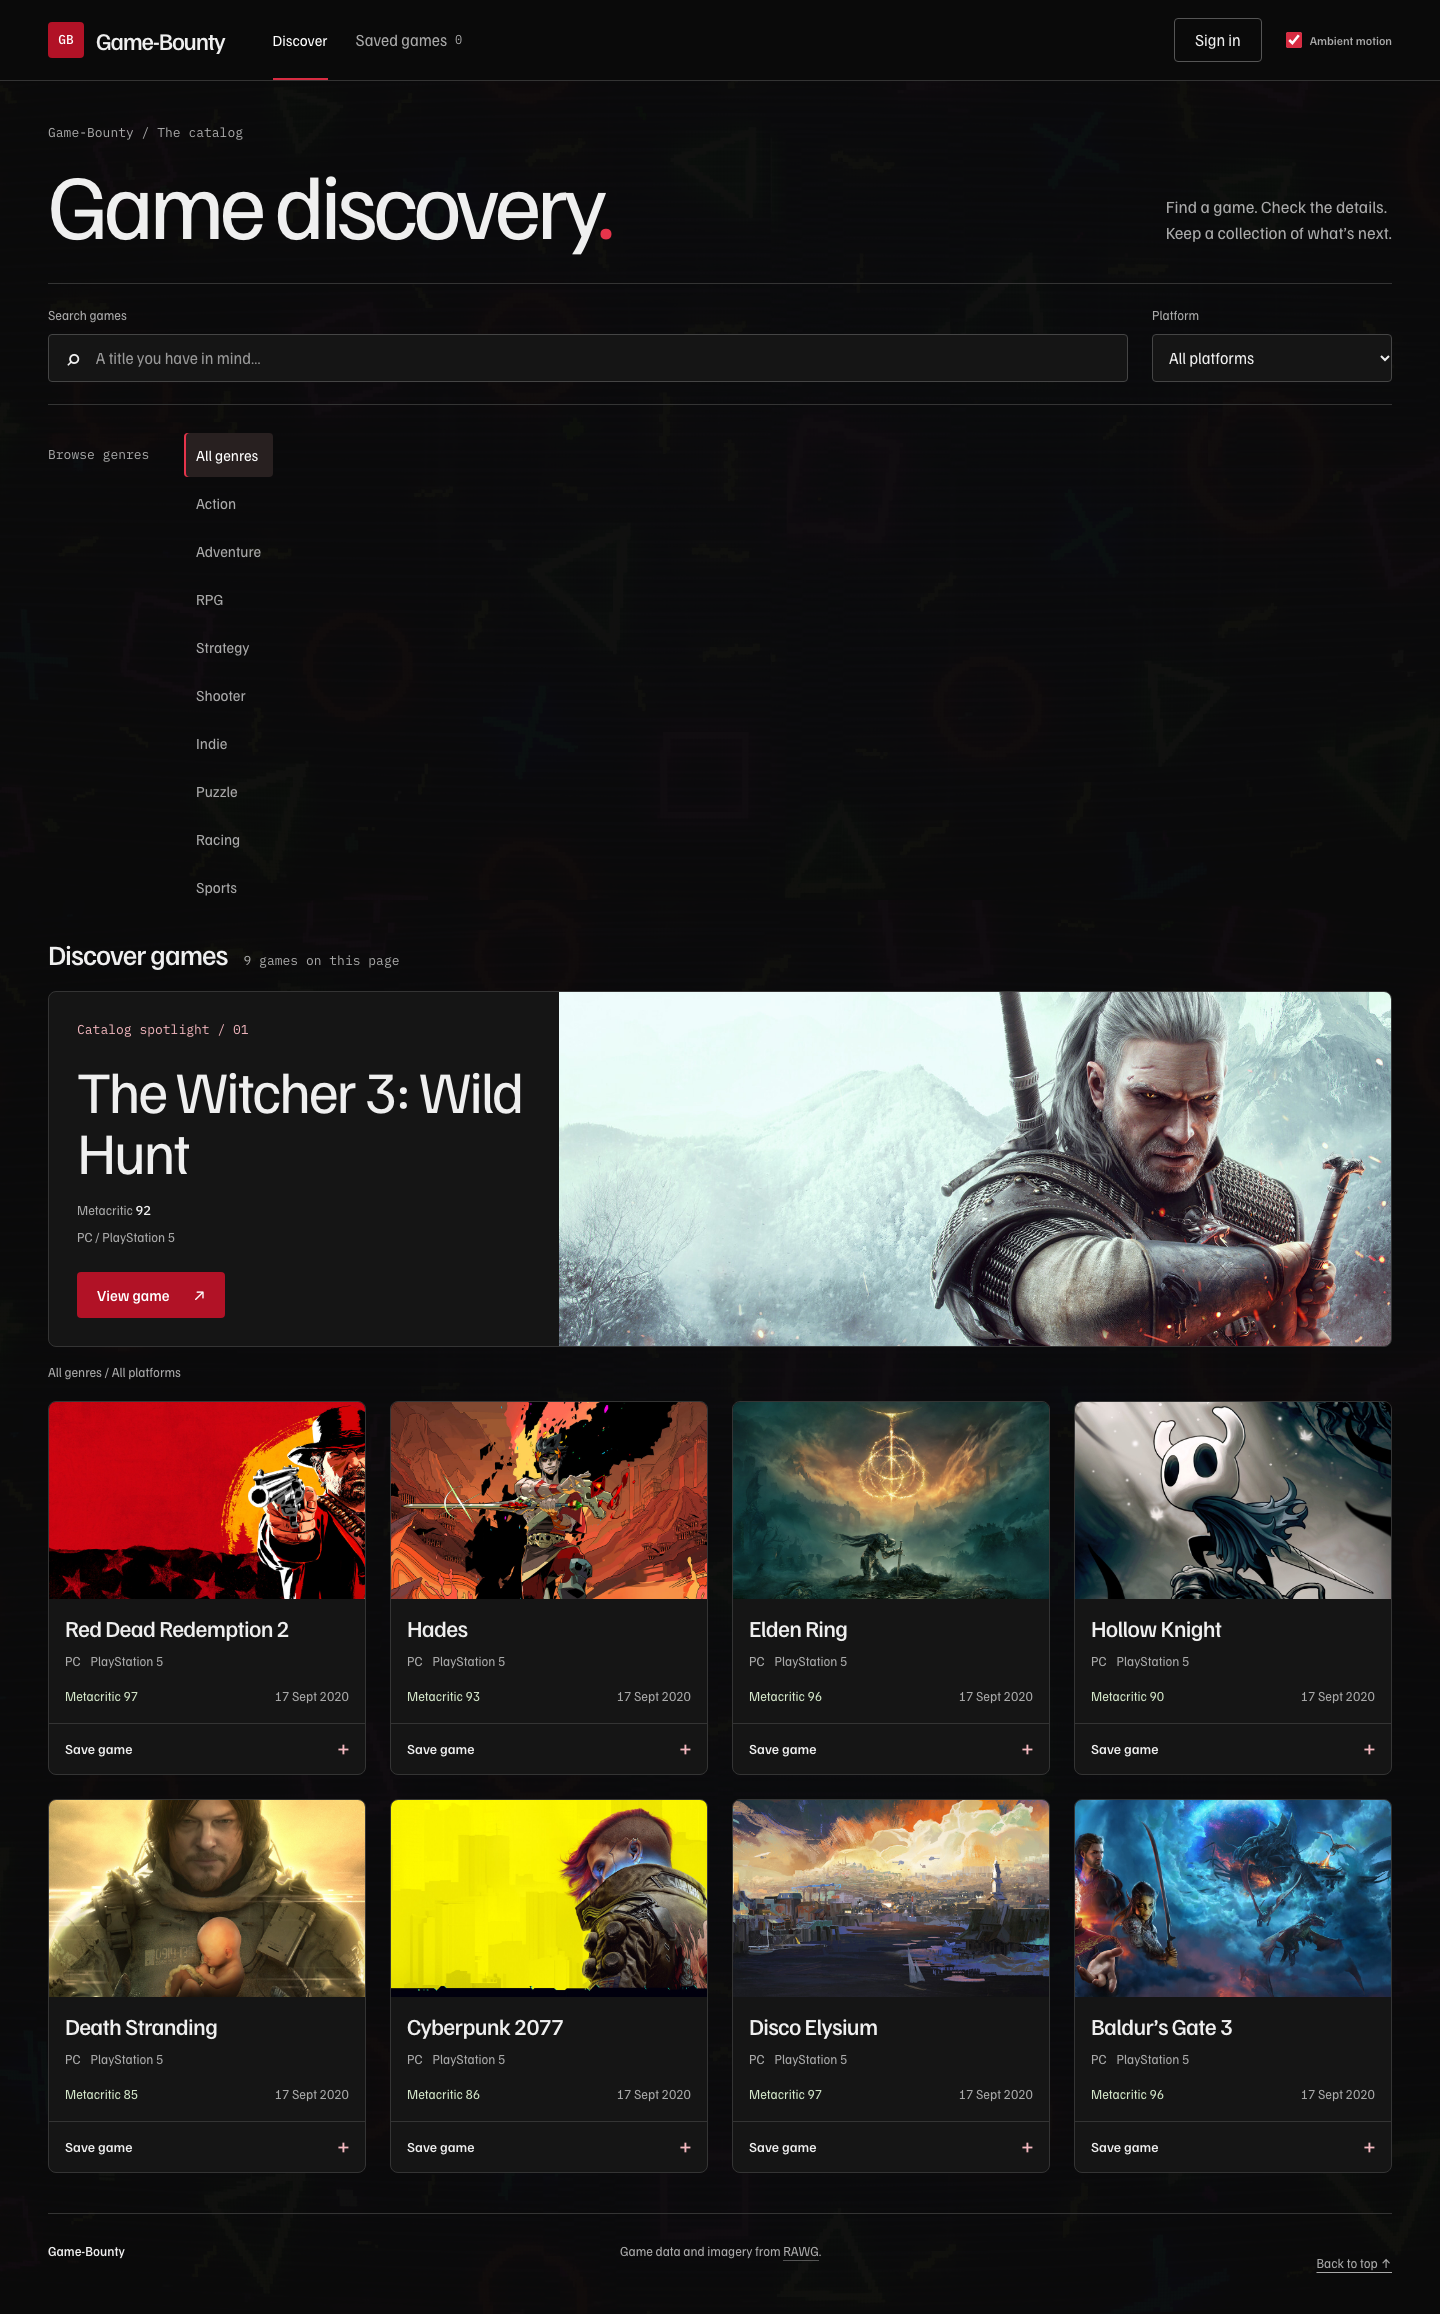 GB
Game-Bounty
Discover
Saved games 0
Sign in
Ambient motion
Game-Bounty / The catalog
Game discovery.
Find a game. Check the details.
Keep a collection of what's next.
Search games
Platform
A title you have in mind...
All platforms
Browse genres
All genres
Action
Adventure
RPG
Strategy
Shooter
Indie
Puzzle
Racing
Sports
Discover games
9 games on this page
Catalog spotlight / 01
The Witcher 3: Wild
Hunt
Metacritic 92
PC / PlayStation 5
View game ↗
All genres / All platforms
Red Dead Redemption 2
PC PlayStation 5
Metacritic 97
17 Sept 2020
Save game +
Hades
PC PlayStation 5
Metacritic 93
17 Sept 2020
Save game +
Elden Ring
PC PlayStation 5
Metacritic 96
17 Sept 2020
Save game +
Hollow Knight
PC PlayStation 5
Metacritic 90
17 Sept 2020
Save game +
Death Stranding
PC PlayStation 5
Metacritic 85
17 Sept 2020
Save game +
Cyberpunk 2077
PC PlayStation 5
Metacritic 86
17 Sept 2020
Save game +
Disco Elysium
PC PlayStation 5
Metacritic 97
17 Sept 2020
Save game +
Baldur's Gate 3
PC PlayStation 5
Metacritic 96
17 Sept 2020
Save game +
Game-Bounty
Game data and imagery from RAWG.
Back to top ↑